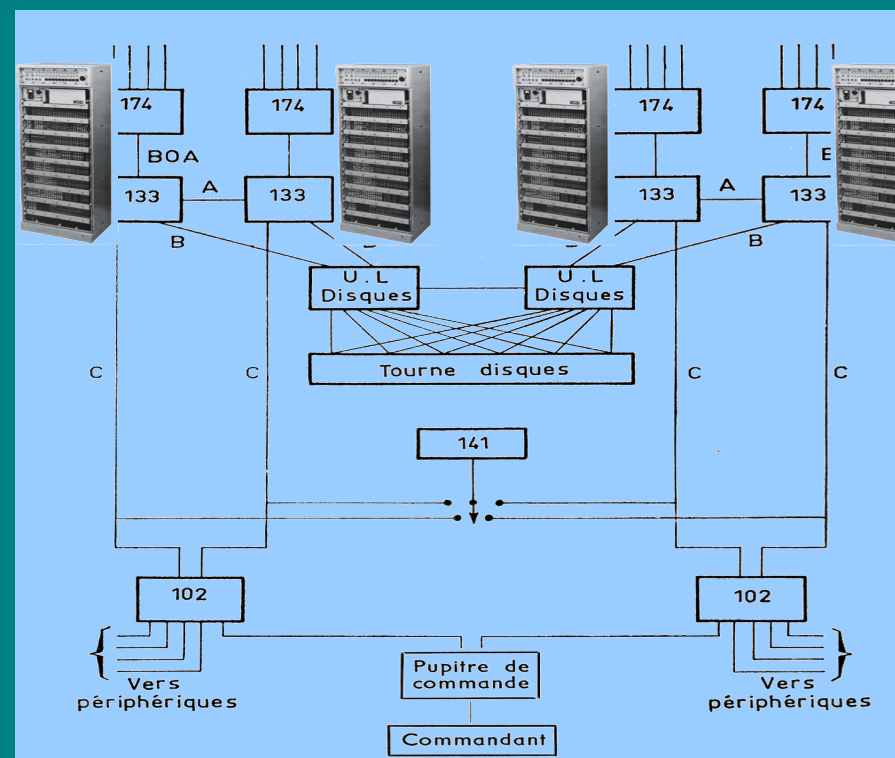 174
174
174
174
BOA
133
A
133
133
A
133
B
B
U.L
Disques
U.L
Disques
Tourne disques
C
C
C
C
141
102
102
Pupitre de
commande
Vers
périphériques
Vers
périphériques
Commandant